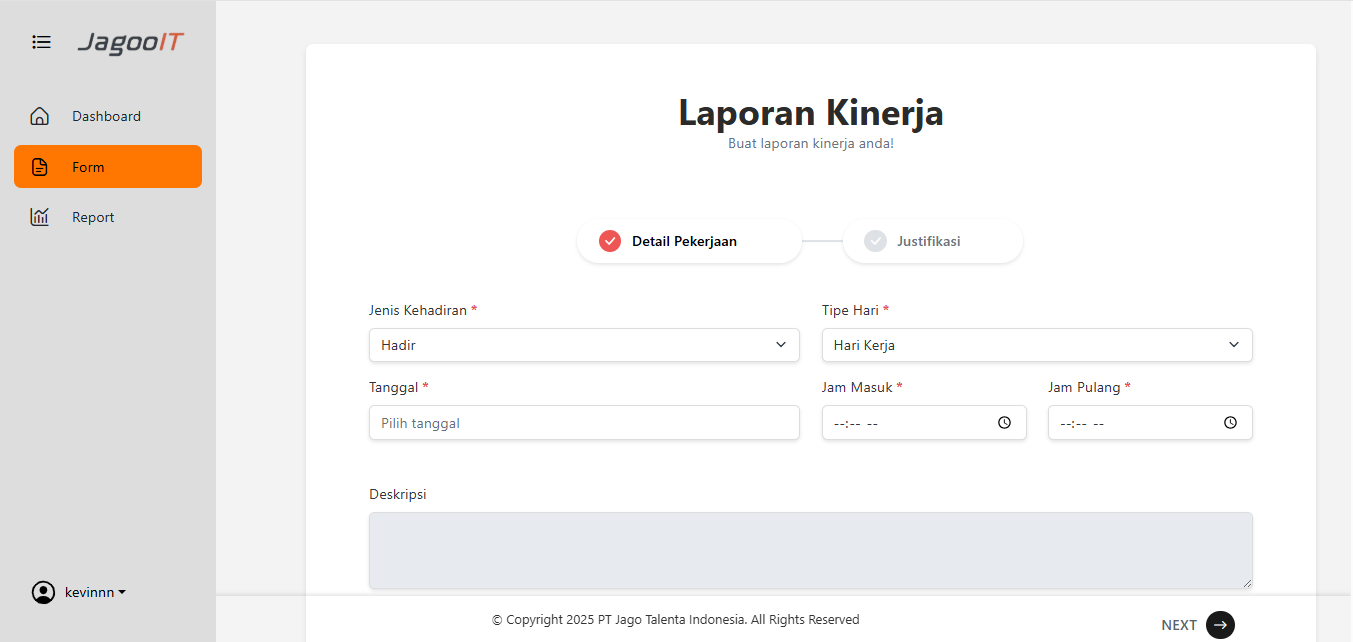 JagooIT
Dashboard
Form
Report
kevinnn
Laporan Kinerja
Buat laporan kinerja anda!
Detail Pekerjaan
Justifikasi
Jenis Kehadiran *
Tipe Hari *
Hadir
Hari Kerja
Tanggal *
Jam Masuk *
Jam Pulang *
Pilih tanggal
--:-- --
--:-- --
Deskripsi
© Copyright 2025 PT Jago Talenta Indonesia. All Rights Reserved
NEXT